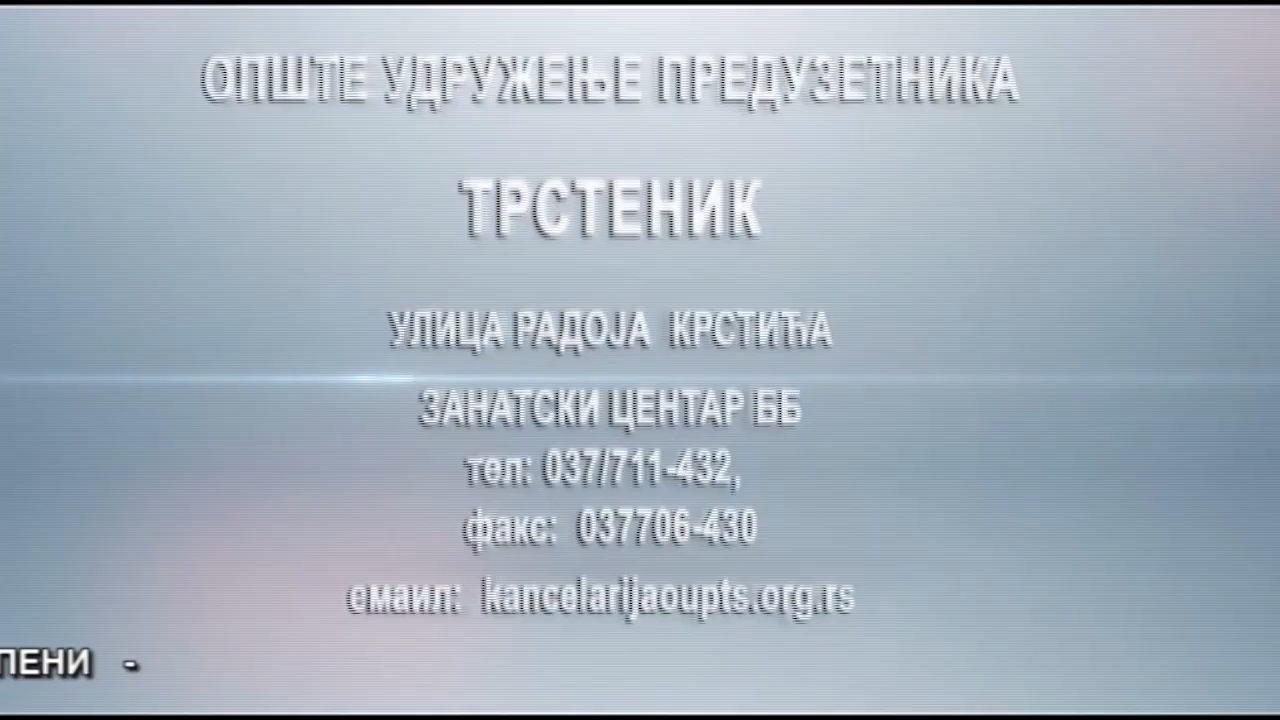 ОПШТЕ УДРУЖЕЊЕ ПРЕДУЗЕТНИКА
ТРСТЕНИК
УЛИЦА РАДОЈА КРСТИЋА
ЗАНАТСКИ ЦЕНТАР ББ
тел: 037/711-432,
факс: 037706-430
емаил: kancelarijaoupts.org.rs
-